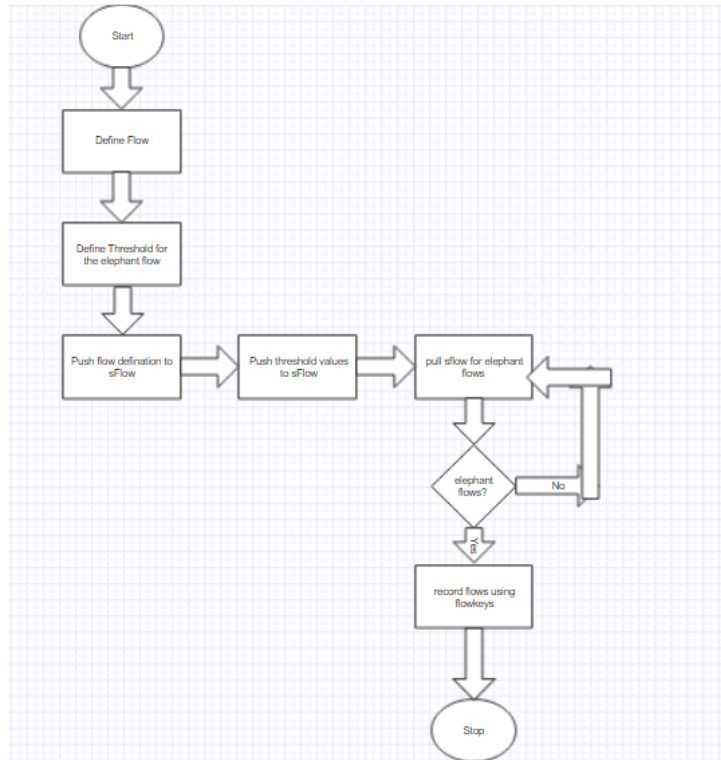 Start
Define Flow
Define Threshold for
the elephant flow
Push flow defination to
sFlow
Push threshold values
to sFlow
pull sflow for elephant
flows
elephant
flows?
No
Yes
record flows using
flowkeys
Stop